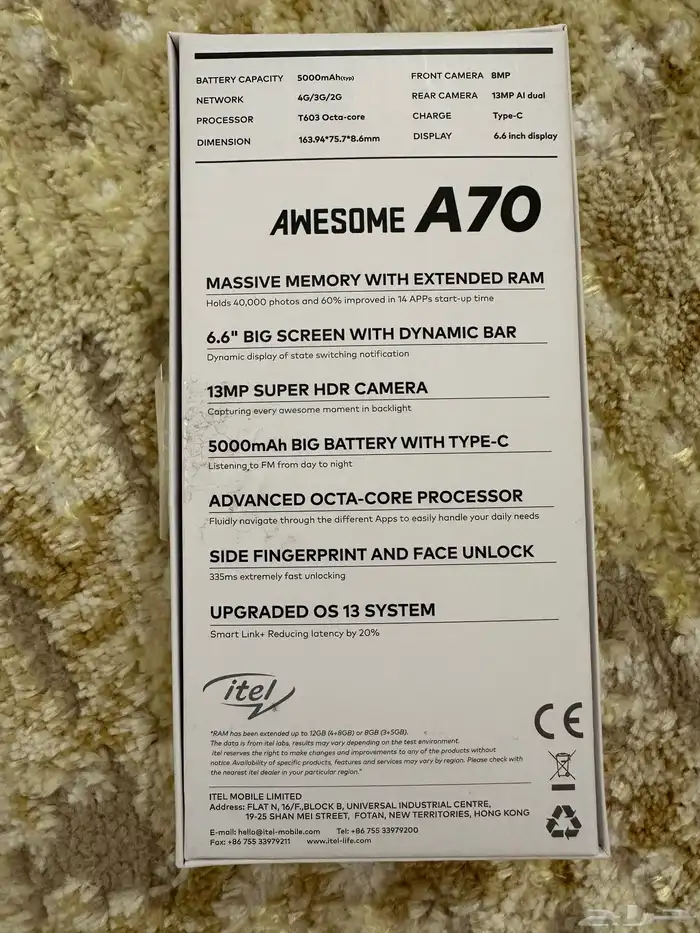 BATTERY CAPACITY 5000mAh(typ)
NETWORK 4G/3G/2G
PROCESSOR T603 Octa-core
DIMENSION 163.94*75.7*8.6mm
FRONT CAMERA 8MP
REAR CAMERA 13MP AI dual
CHARGE Type-C
DISPLAY 6.6 inch display
AWESOME A70
MASSIVE MEMORY WITH EXTENDED RAM
Holds 40,000 photos and 60% improved in 14 APPs start-up time
6.6" BIG SCREEN WITH DYNAMIC BAR
Dynamic display of state switching notification
13MP SUPER HDR CAMERA
Capturing every awesome moment in backlight
5000mAh BIG BATTERY WITH TYPE-C
Listening to FM from day to night
ADVANCED OCTA-CORE PROCESSOR
Fluidly navigate through the different Apps to easily handle your daily needs
SIDE FINGERPRINT AND FACE UNLOCK
335ms extremely fast unlocking
UPGRADED OS 13 SYSTEM
Smart Link+ Reducing latency by 20%
itel
*RAM has been extended up to 12GB (4+8GB) or 8GB (3+5GB).
The data is from itel labs, results may vary depending on the test environment.
itel reserves the right to make changes and improvements to any of the products without
notice. Availability of specific products, features and services may vary by region. Please check with
the nearest itel dealer in your particular region."
CE
ITEL MOBILE LIMITED
Address: FLAT N, 16/F.,BLOCK B, UNIVERSAL INDUSTRIAL CENTRE,
19-25 SHAN MEI STREET, FOTAN, NEW TERRITORIES, HONG KONG
E-mail: hello@itel-mobile.com Tel: +86 755 33979200
Fax: +86 755 33979211 www.itel-life.com